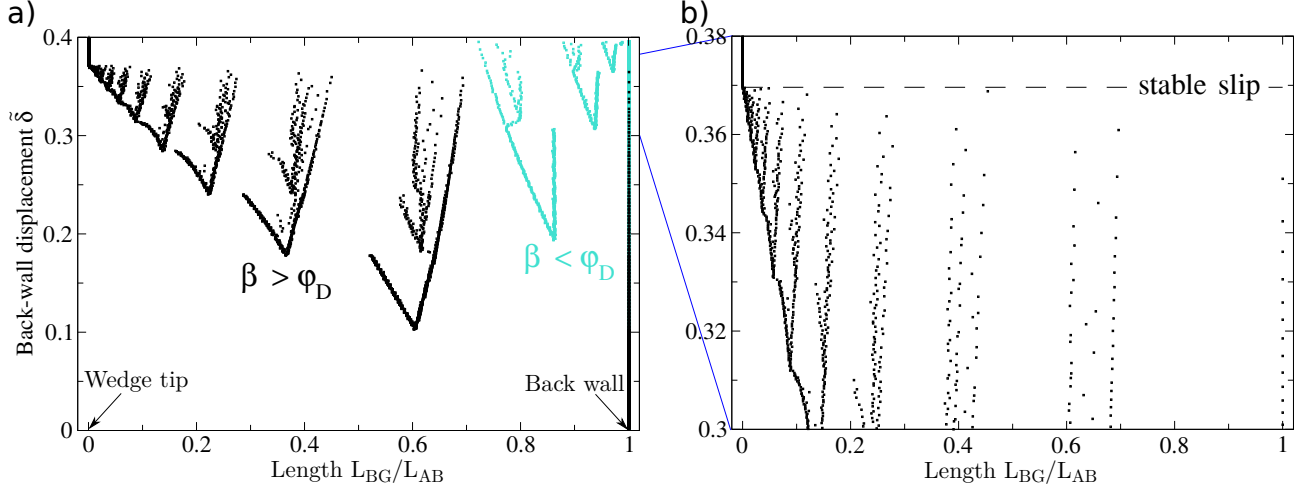 a)
Back-wall displacement δ̃
0.4
0.3
0.2
0.1
0
β > φ_D
β < φ_D
Wedge tip
Back wall
0
0.2
0.4
0.6
0.8
1
Length L_BG/L_AB
b)
0.38
0.36
0.34
0.32
0.3
stable slip
0
0.2
0.4
0.6
0.8
1
Length L_BG/L_AB